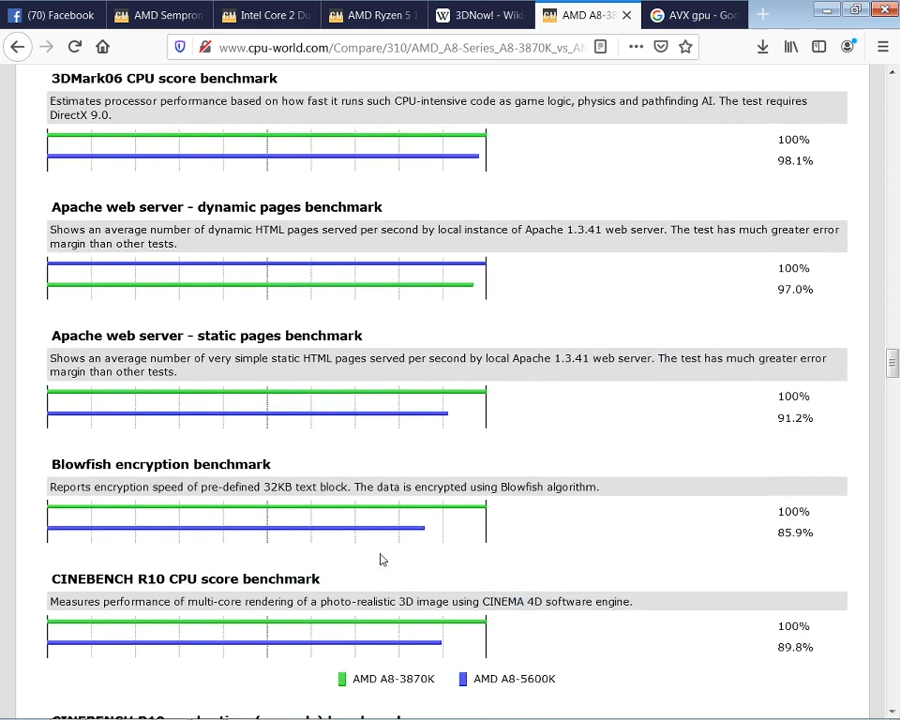 (70) Facebook
AMD Sempron
Intel Core 2 Du
AMD Ryzen 5 1
3DNow! - Wiki
AMD A8-3
AVX gpu - Goo
www.cpu-world.com/Compare/310/AMD_A8-Series_A8-3870K_vs_AM
3DMark06 CPU score benchmark
Estimates processor performance based on how fast it runs such CPU-intensive code as game logic, physics and pathfinding AI. The test requires
DirectX 9.0.
100%
98.1%
Apache web server - dynamic pages benchmark
Shows an average number of dynamic HTML pages served per second by local instance of Apache 1.3.41 web server. The test has much greater error
margin than other tests.
100%
97.0%
Apache web server - static pages benchmark
Shows an average number of very simple static HTML pages served per second by local Apache 1.3.41 web server. The test has much greater error
margin than other tests.
100%
91.2%
Blowfish encryption benchmark
Reports encryption speed of pre-defined 32KB text block. The data is encrypted using Blowfish algorithm.
100%
85.9%
CINEBENCH R10 CPU score benchmark
Measures performance of multi-core rendering of a photo-realistic 3D image using CINEMA 4D software engine.
100%
89.8%
AMD A8-3870K
AMD A8-5600K